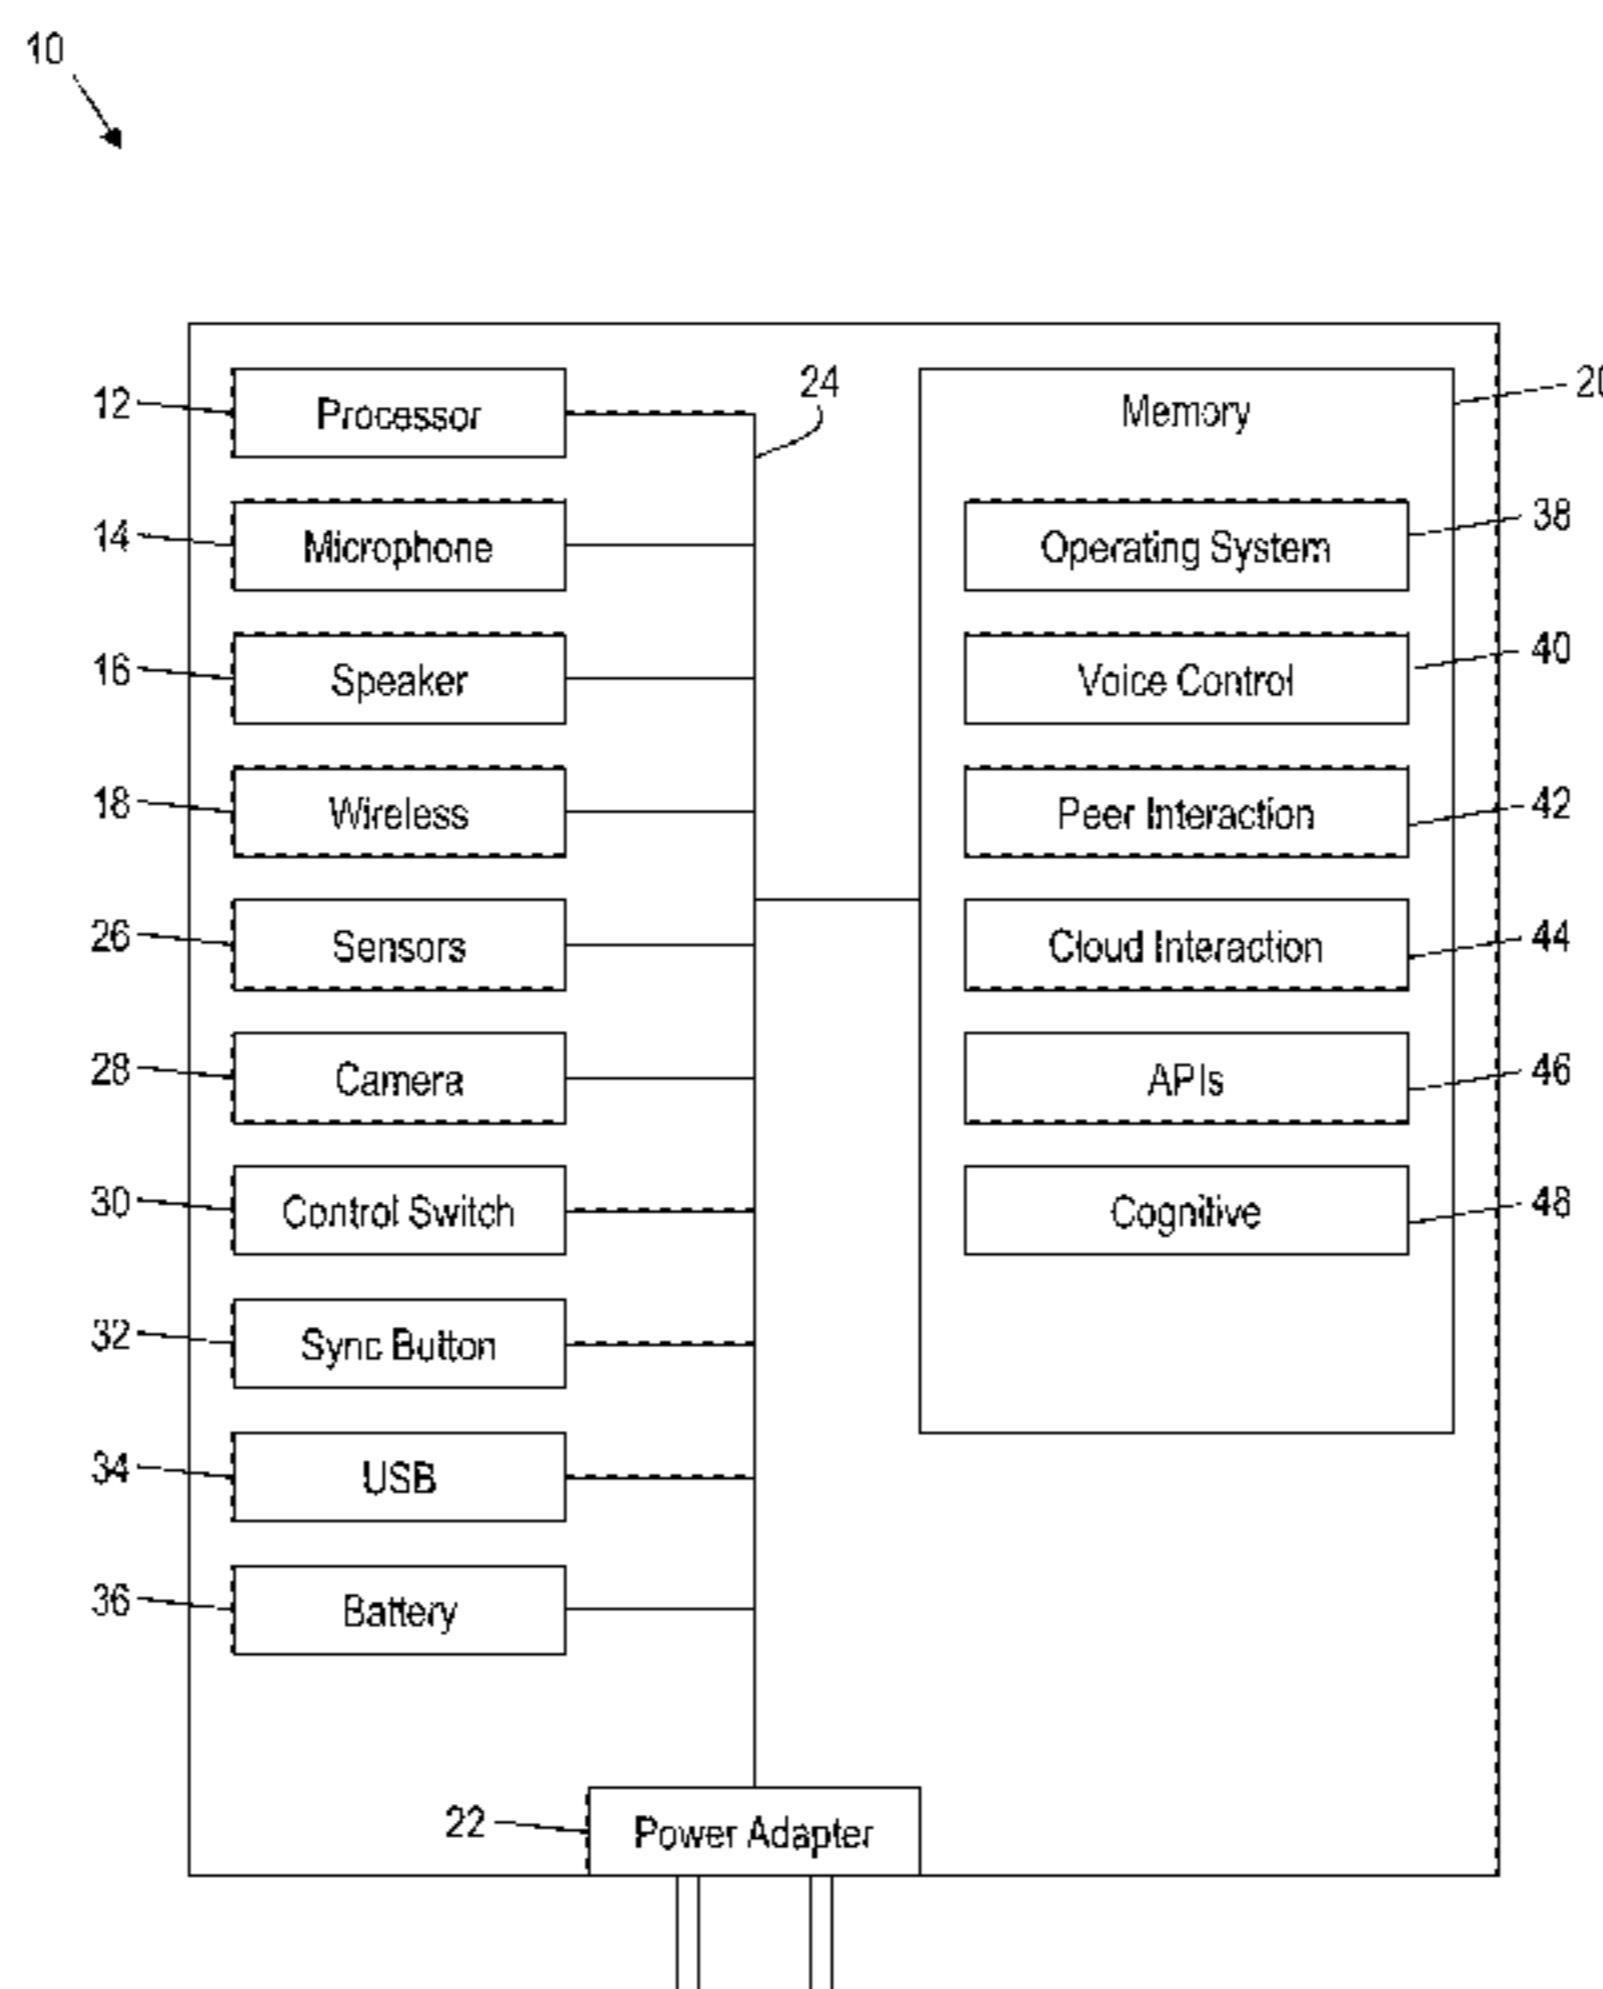 10
12 Processor 24 Memory 20
14 Microphone Operating System 38
16 Speaker Voice Control 40
18 Wireless Peer Interaction 42
26 Sensors Cloud Interaction 44
28 Camera APIs 46
30 Control Switch Cognitive 48
32 Sync Button
34 USB
36 Battery
22 Power Adapter